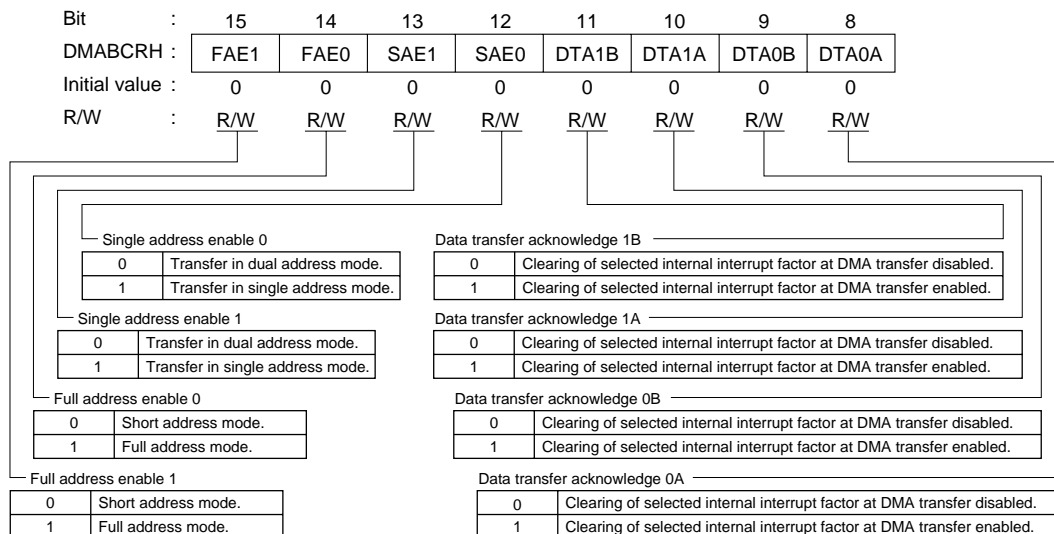 Bit : 15 14 13 12 11 10 9 8
DMABCRH : FAE1 FAE0 SAE1 SAE0 DTA1B DTA1A DTA0B DTA0A
Initial value : 0 0 0 0 0 0 0 0
R/W : R/W R/W R/W R/W R/W R/W R/W R/W
Single address enable 0
0 Transfer in dual address mode.
1 Transfer in single address mode.
Data transfer acknowledge 1B
0 Clearing of selected internal interrupt factor at DMA transfer disabled.
1 Clearing of selected internal interrupt factor at DMA transfer enabled.
Single address enable 1
0 Transfer in dual address mode.
1 Transfer in single address mode.
Data transfer acknowledge 1A
0 Clearing of selected internal interrupt factor at DMA transfer disabled.
1 Clearing of selected internal interrupt factor at DMA transfer enabled.
Full address enable 0
0 Short address mode.
1 Full address mode.
Data transfer acknowledge 0B
0 Clearing of selected internal interrupt factor at DMA transfer disabled.
1 Clearing of selected internal interrupt factor at DMA transfer enabled.
Full address enable 1
0 Short address mode.
1 Full address mode.
Data transfer acknowledge 0A
0 Clearing of selected internal interrupt factor at DMA transfer disabled.
1 Clearing of selected internal interrupt factor at DMA transfer enabled.